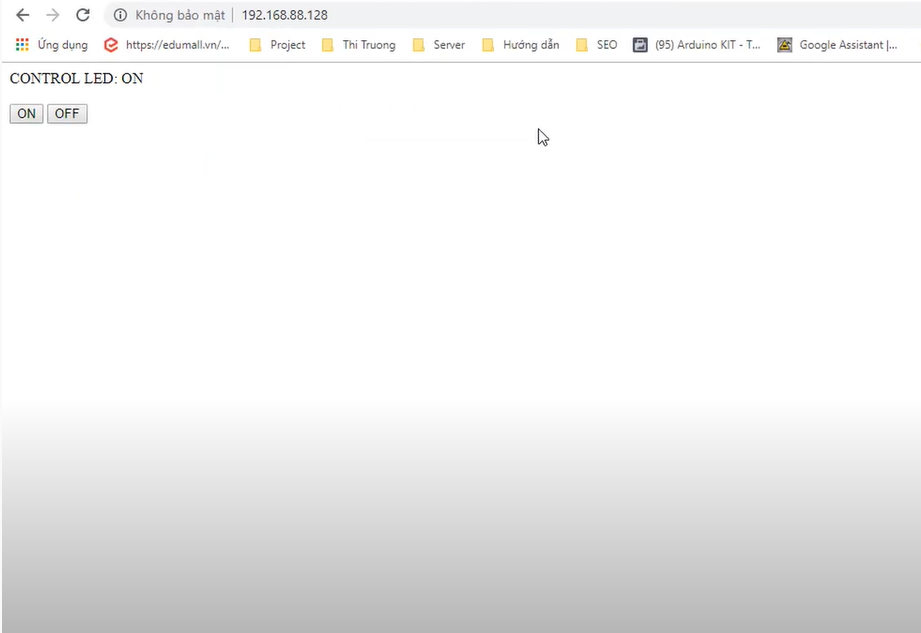 Không bảo mật 192.168.88.128
Ứng dụng https://edumall.vn/... Project Thi Truong Server Hướng dẫn SEO (95) Arduino KIT - T... Google Assistant |...
CONTROL LED: ON
ON OFF